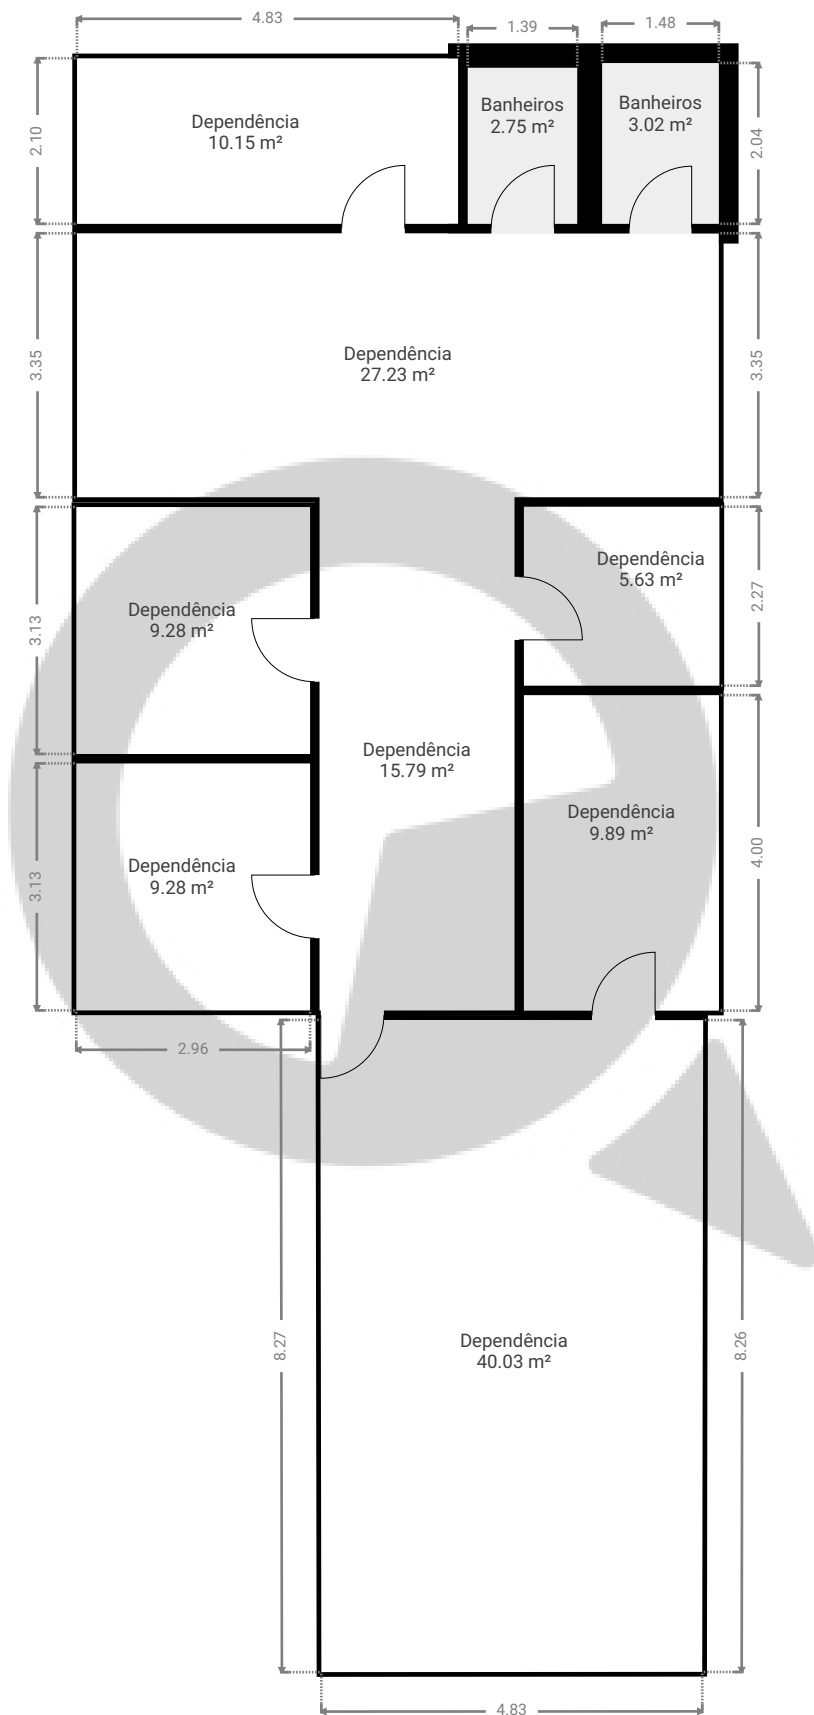 4.83
1.39
1.48
2.10
Dependência
10.15 m²
Banheiros
2.75 m²
Banheiros
3.02 m²
2.04
3.35
Dependência
27.23 m²
3.35
3.13
Dependência
9.28 m²
Dependência
5.63 m²
2.27
Dependência
15.79 m²
Dependência
9.89 m²
4.00
3.13
Dependência
9.28 m²
2.96
8.27
Dependência
40.03 m²
8.26
4.83